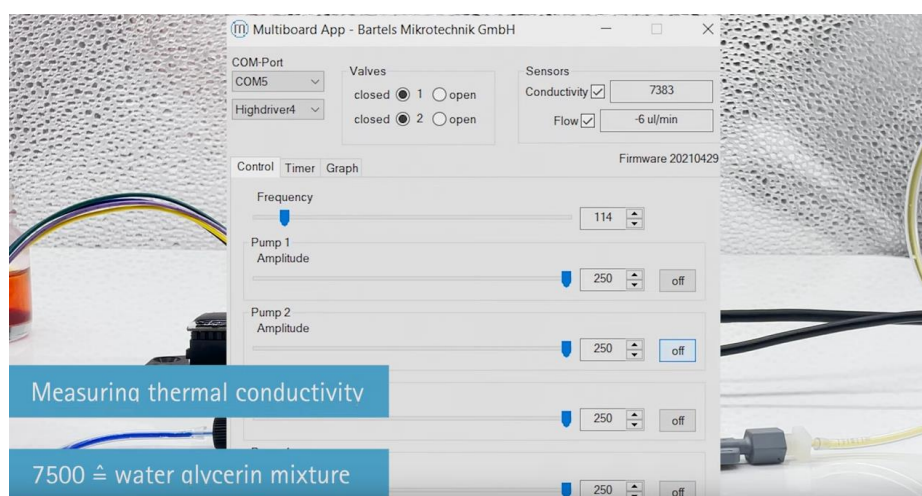 Multiboard App - Bartels Mikrotechnik GmbH
COM-Port
COM5
Highdriver4
Valves
closed 1 open
closed 2 open
Sensors
Conductivity 7383
Flow -6 ul/min
Firmware 20210429
Control Timer Graph
Frequency
114
Pump 1
Amplitude
250 off
Pump 2
Amplitude
250 off
250 off
250 off
Measuring thermal conductivity
7500 ≙ water glycerin mixture